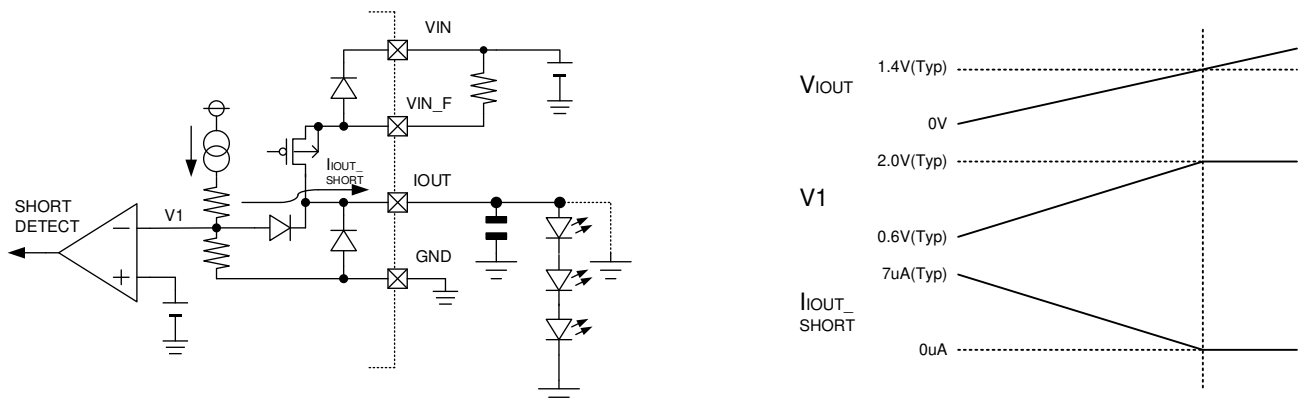 VIN
VIN_F
IIOUT_
SHORT
IOUT
SHORT
DETECT
V1
GND
−
+
VIOUT
1.4V(Typ)
0V
2.0V(Typ)
V1
0.6V(Typ)
7uA(Typ)
IIOUT_
SHORT
0uA